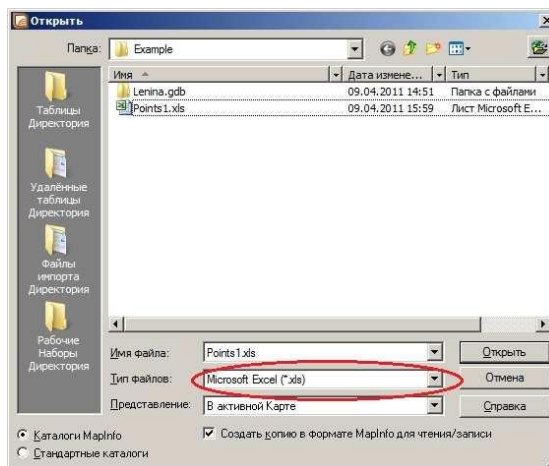 Открыть
Папка: Example
Имя Дата измене... Тип
Lenina.gdb 09.04.2011 14:51 Папка с файлами
Points1.xls 09.04.2011 15:59 Лист Microsoft E...
Таблицы
Директория
Удалённые
таблицы
Директория
Файлы
импорта
Директория
Рабочие
Наборы
Директория
Имя файла: Points1.xls Открыть
Тип файлов: Microsoft Excel (*.xls) Отмена
Представление: В активной Карте Справка
Каталоги MapInfo Создать копию в формате MapInfo для чтения/записи
Стандартные каталоги